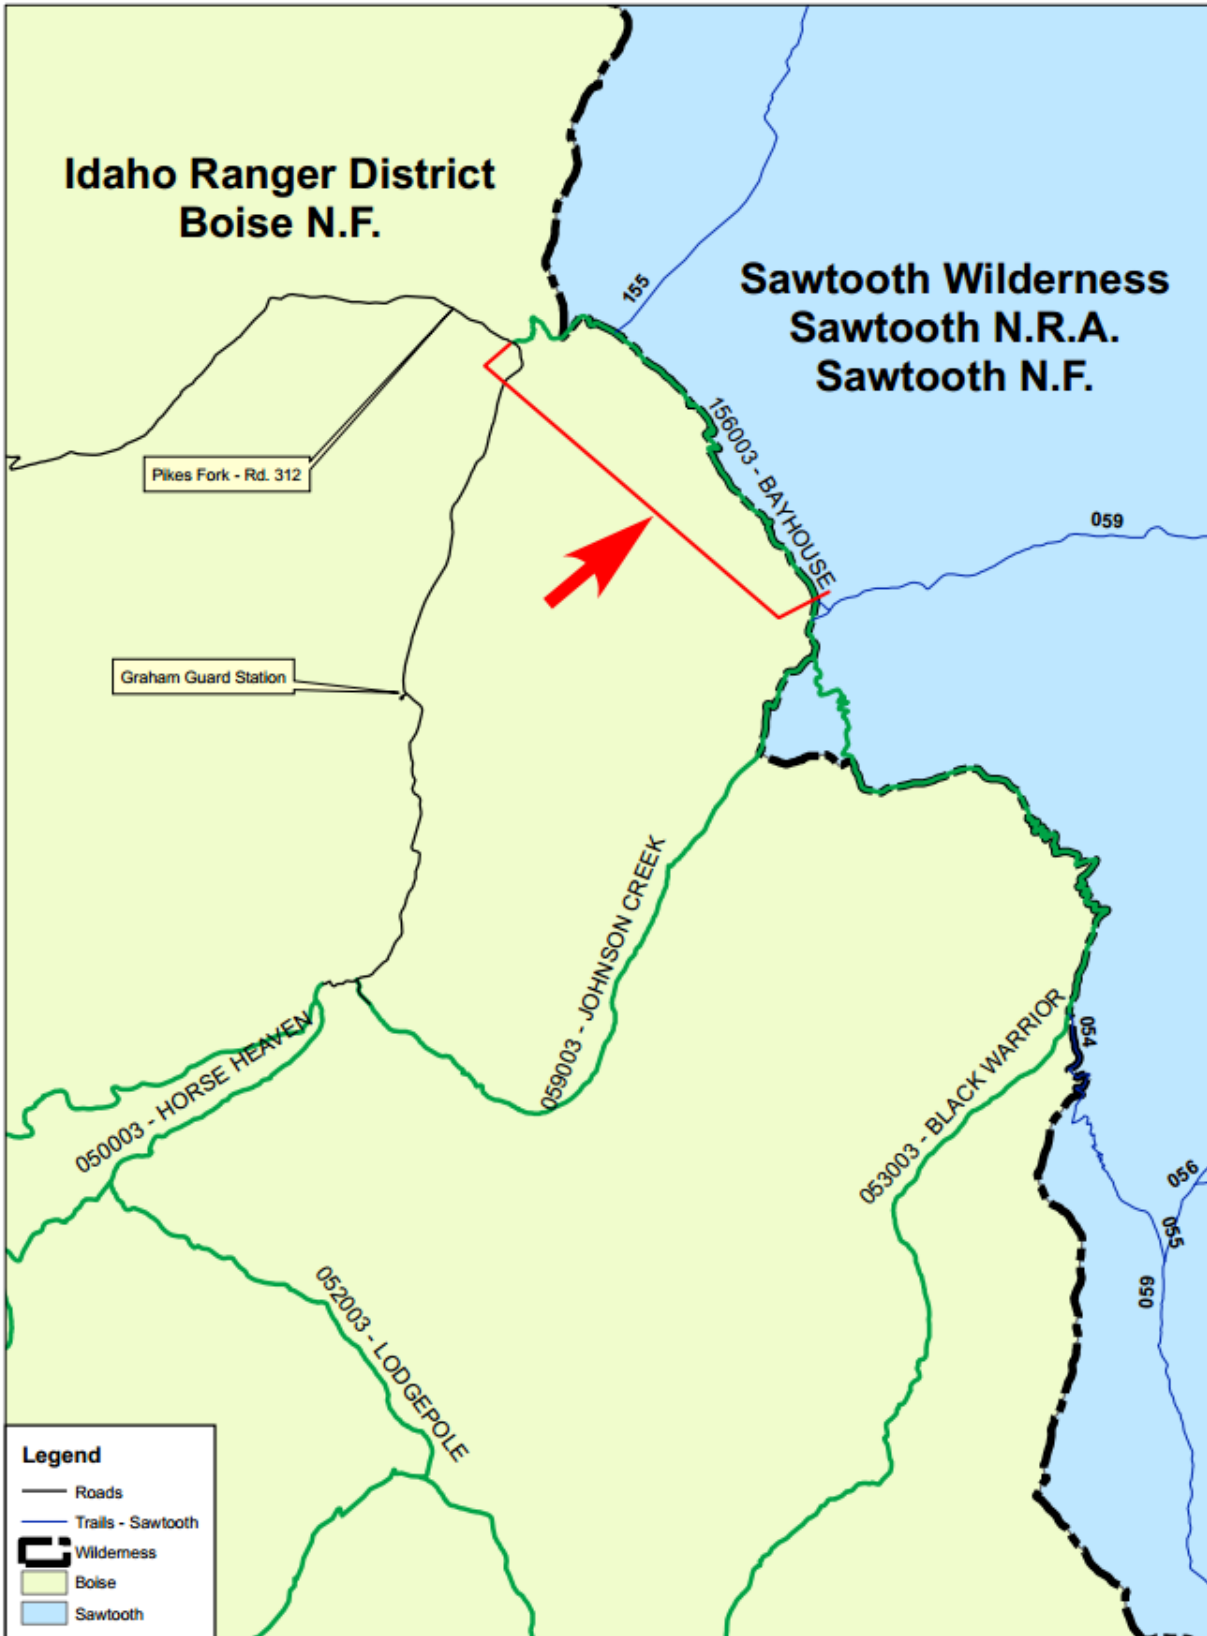 Idaho Ranger District
Boise N.F.
155
Sawtooth Wilderness
Sawtooth N.R.A.
Sawtooth N.F.
156003 - BAYHOUSE
Pikes Fork - Rd. 312
059
Graham Guard Station
059003 - JOHNSON CREEK
050003 - HORSE HEAVEN
053003 - BLACK WARRIOR
054
056
055
059
052003 - LODGEPOLE
Legend
Roads
Trails - Sawtooth
Wilderness
Boise
Sawtooth